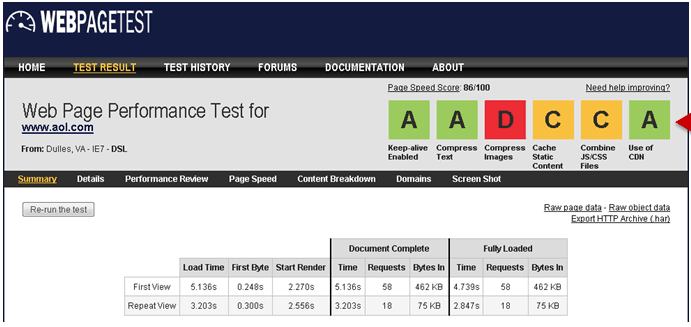 WEBPAGETEST
HOME TEST RESULT TEST HISTORY FORUMS DOCUMENTATION ABOUT
Page Speed Score: 86/100 Need help improving?
Web Page Performance Test for
www.aol.com
From: Dulles, VA - IE7 - DSL
A A D C C A
Keep-alive Enabled Compress Text Compress Images Cache Static Content Combine JS/CSS Files Use of CDN
Summary Details Performance Review Page Speed Content Breakdown Domains Screen Shot
Re-run the test
Raw page data - Raw object data
Export HTTP Archive (.har)
Document Complete Fully Loaded
Load Time First Byte Start Render Time Requests Bytes In Time Requests Bytes In
First View 5.136s 0.248s 2.270s 5.136s 58 462 KB 4.739s 58 462 KB
Repeat View 3.203s 0.300s 2.556s 3.203s 18 75 KB 2.847s 18 75 KB